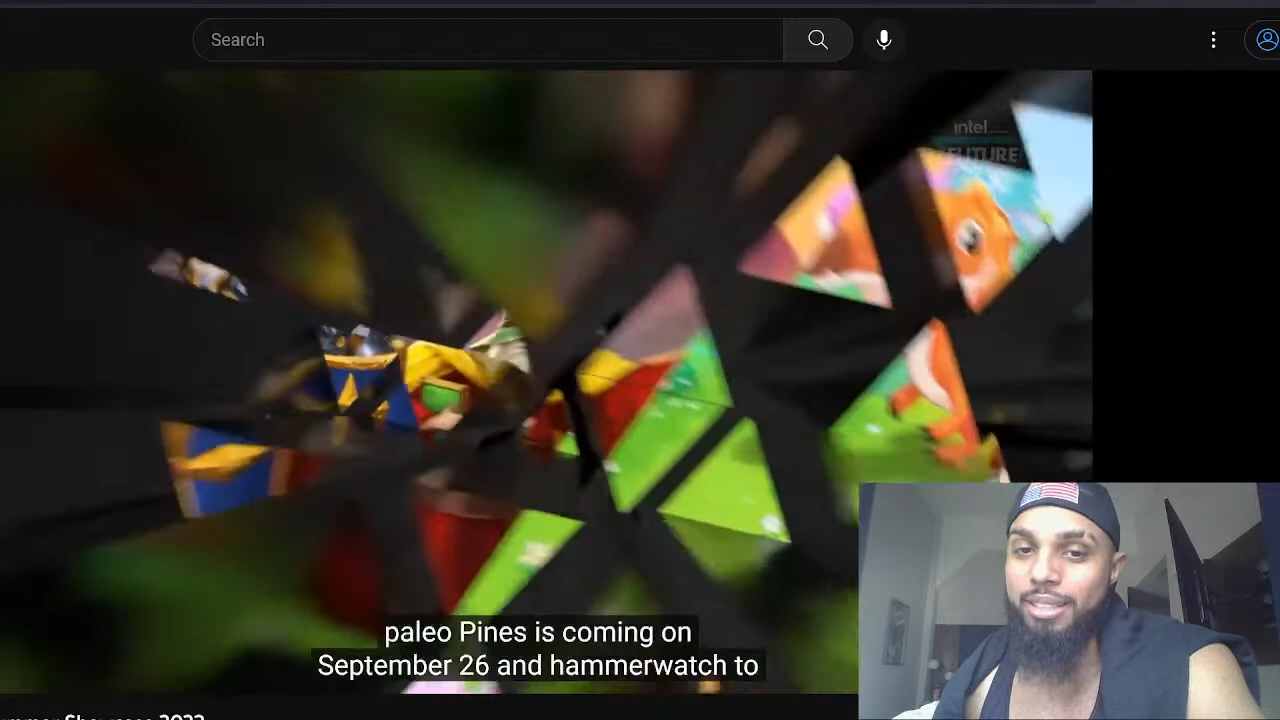 Search
intel
FUTURE
paleo Pines is coming on
September 26 and hammerwatch to